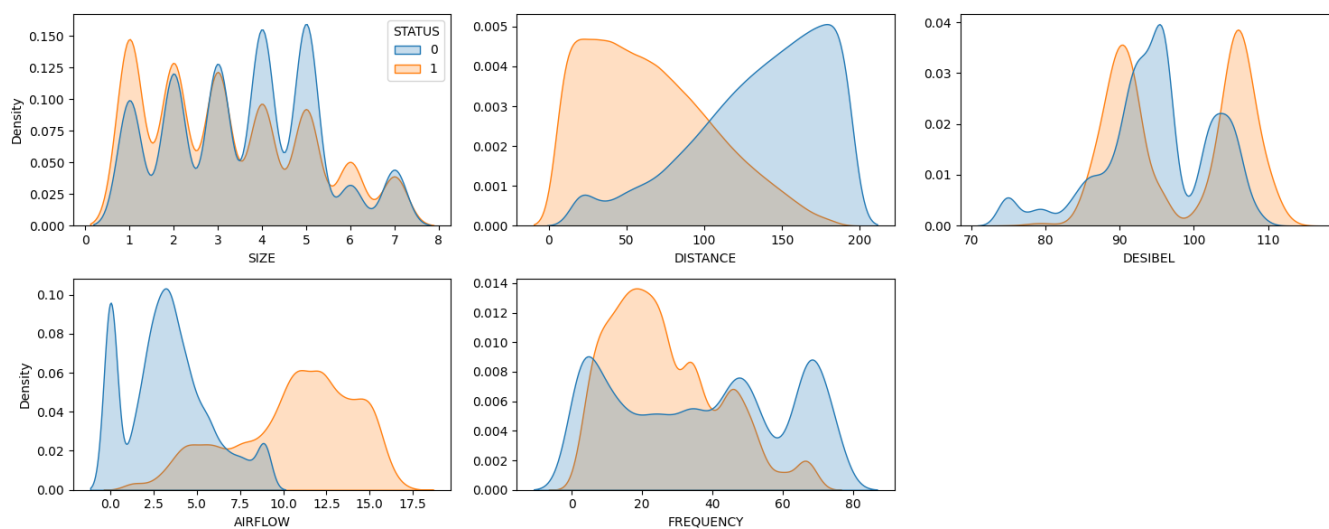 0.150
0.125
0.100
0.075
0.050
0.025
0.000
Density
0 1 2 3 4 5 6 7 8
SIZE
STATUS
0
1
0.005
0.004
0.003
0.002
0.001
0.000
0 50 100 150 200
DISTANCE
0.04
0.03
0.02
0.01
0.00
70 80 90 100 110
DESIBEL
0.10
0.08
0.06
0.04
0.02
0.00
Density
0.0 2.5 5.0 7.5 10.0 12.5 15.0 17.5
AIRFLOW
0.014
0.012
0.010
0.008
0.006
0.004
0.002
0.000
0 20 40 60 80
FREQUENCY